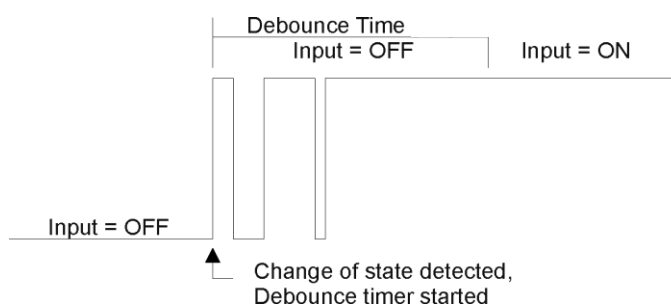 Debounce Time
Input = OFF
Input = ON
Input = OFF
Change of state detected,
Debounce timer started